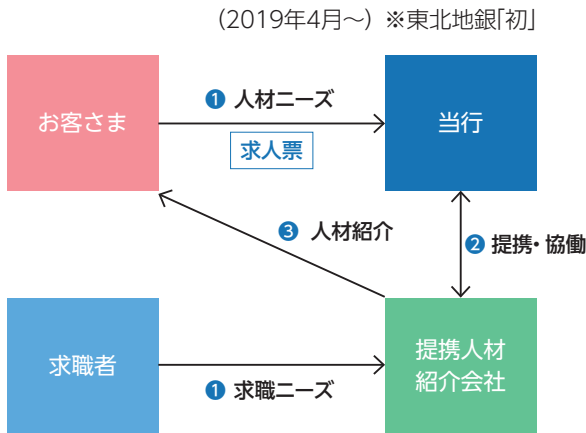 (2019年4月～) ※東北地銀｢初｣
❶ 人材ニーズ
お客さま
当行
求人票
❸ 人材紹介
❷ 提携・協働
求職者
提携人材
紹介会社
❶ 求職ニーズ